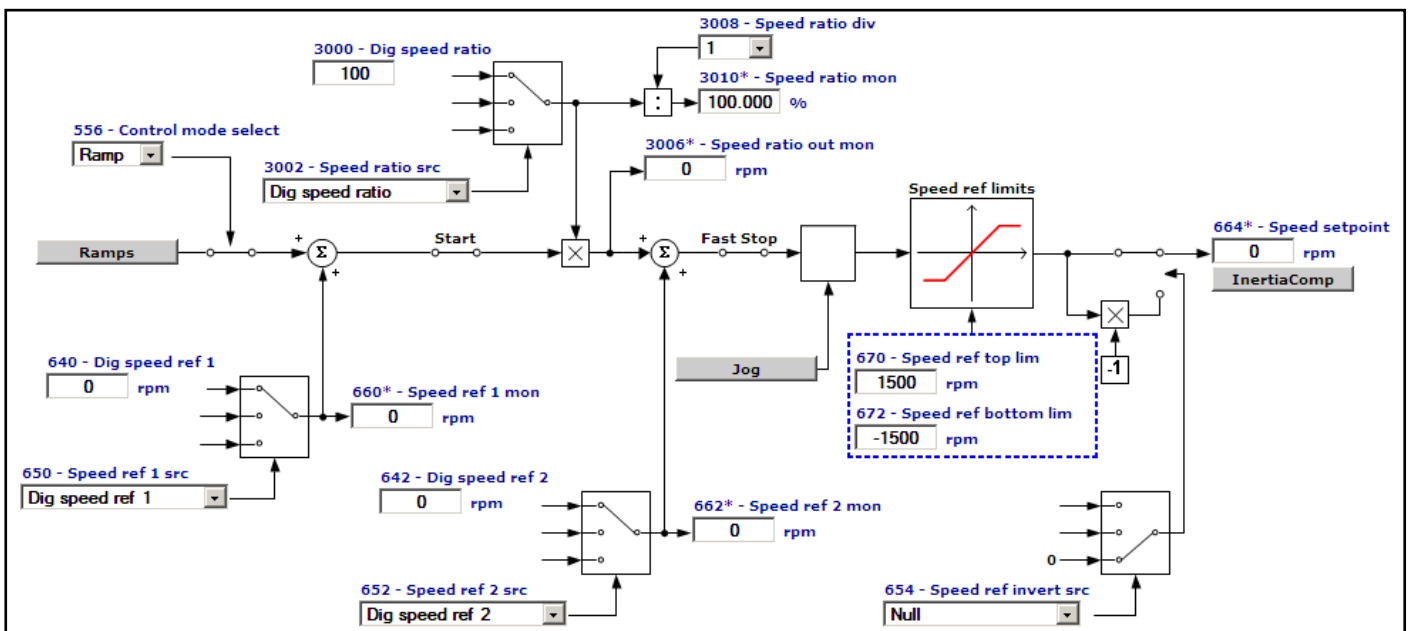 3008 - Speed ratio div
1
3000 - Dig speed ratio
100
3010* - Speed ratio mon
100.000 %
:
556 - Control mode select
Ramp
3006* - Speed ratio out mon
0 rpm
3002 - Speed ratio src
Dig speed ratio
Speed ref limits
664* - Speed setpoint
0 rpm
InertiaComp
Ramps
+
Σ
+
Start
×
+
Σ
+
Fast Stop
×
-1
640 - Dig speed ref 1
0 rpm
660* - Speed ref 1 mon
0 rpm
Jog
670 - Speed ref top lim
1500 rpm
672 - Speed ref bottom lim
-1500 rpm
650 - Speed ref 1 src
Dig speed ref 1
642 - Dig speed ref 2
0 rpm
662* - Speed ref 2 mon
0 rpm
0
652 - Speed ref 2 src
Dig speed ref 2
654 - Speed ref invert src
Null